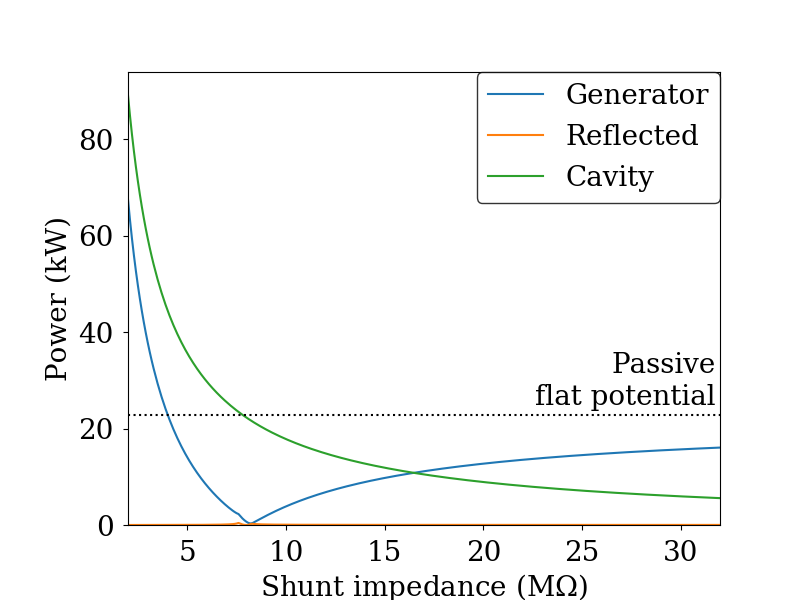 Generator
Reflected
Cavity
Power (kW)
80
60
40
20
0
Passive
flat potential
5 10 15 20 25 30
Shunt impedance (MΩ)